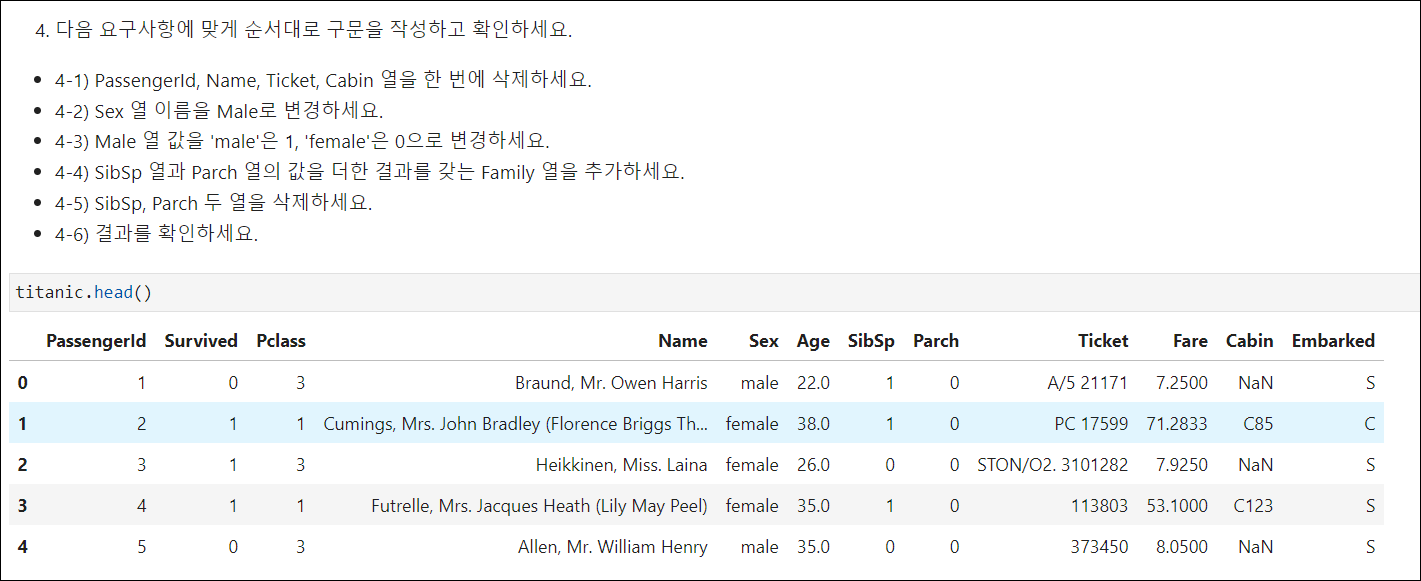 4. 다음 요구사항에 맞게 순서대로 구문을 작성하고 확인하세요.
• 4-1) PassengerId, Name, Ticket, Cabin 열을 한 번에 삭제하세요.
• 4-2) Sex 열 이름을 Male로 변경하세요.
• 4-3) Male 열 값을 'male'은 1, 'female'은 0으로 변경하세요.
• 4-4) SibSp 열과 Parch 열의 값을 더한 결과를 갖는 Family 열을 추가하세요.
• 4-5) SibSp, Parch 두 열을 삭제하세요.
• 4-6) 결과를 확인하세요.
titanic.head()
PassengerId Survived Pclass Name Sex Age SibSp Parch Ticket Fare Cabin Embarked
0 1 0 3 Braund, Mr. Owen Harris male 22.0 1 0 A/5 21171 7.2500 NaN S
1 2 1 1 Cumings, Mrs. John Bradley (Florence Briggs Th... female 38.0 1 0 PC 17599 71.2833 C85 C
2 3 1 3 Heikkinen, Miss. Laina female 26.0 0 0 STON/O2. 3101282 7.9250 NaN S
3 4 1 1 Futrelle, Mrs. Jacques Heath (Lily May Peel) female 35.0 1 0 113803 53.1000 C123 S
4 5 0 3 Allen, Mr. William Henry male 35.0 0 0 373450 8.0500 NaN S